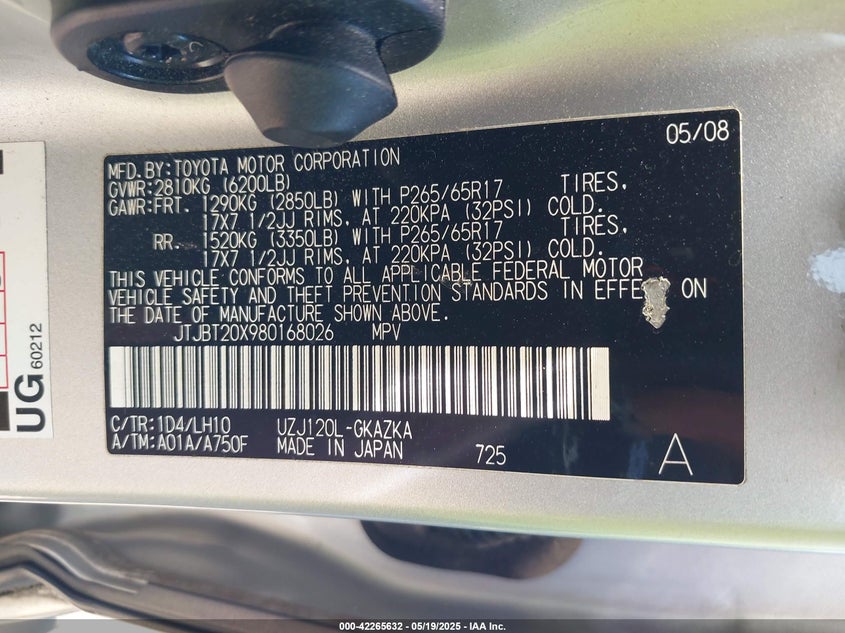 05/08
MFD. BY: TOYOTA MOTOR CORPORATION
GVWR: 2810KG (6200LB)
GAWR: FRT. 1290KG (2850LB) WITH P265/65R17 TIRES,
17X7 1/2JJ RIMS, AT 220KPA (32PSI) COLD.
RR. 1520KG (3350LB) WITH P265/65R17 TIRES,
17X7 1/2JJ RIMS, AT 220KPA (32PSI) COLD.
THIS VEHICLE CONFORMS TO ALL APPLICABLE FEDERAL MOTOR
VEHICLE SAFETY AND THEFT PREVENTION STANDARDS IN EFFE ON
THE DATE OF MANUFACTURE SHOWN ABOVE.
JTJBT20X980168026 MPV
C/TR: 1D4/LH10 UZJ120L-GKAZKA
A/TM: A01A/A750F MADE IN JAPAN 725 A
UG 60212
000-42265632 - 05/19/2025 - IAA Inc.